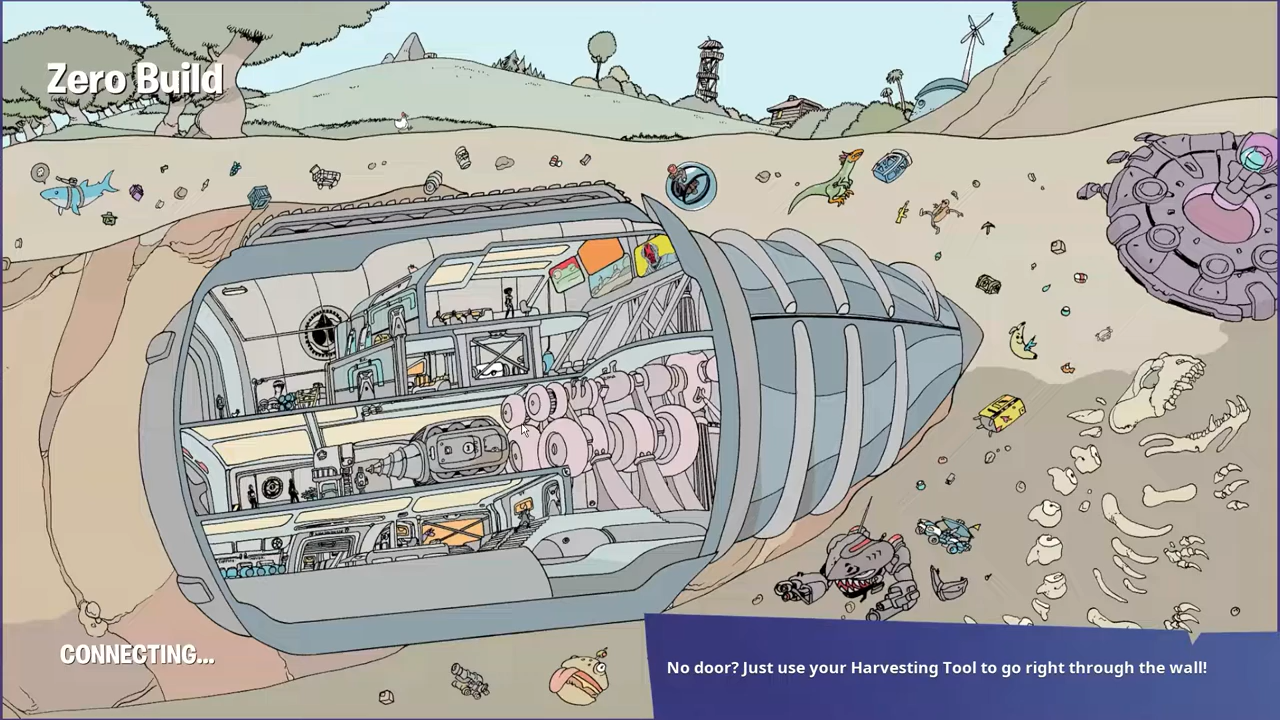 Zero Build
CONNECTING...
No door? Just use your Harvesting Tool to go right through the wall!